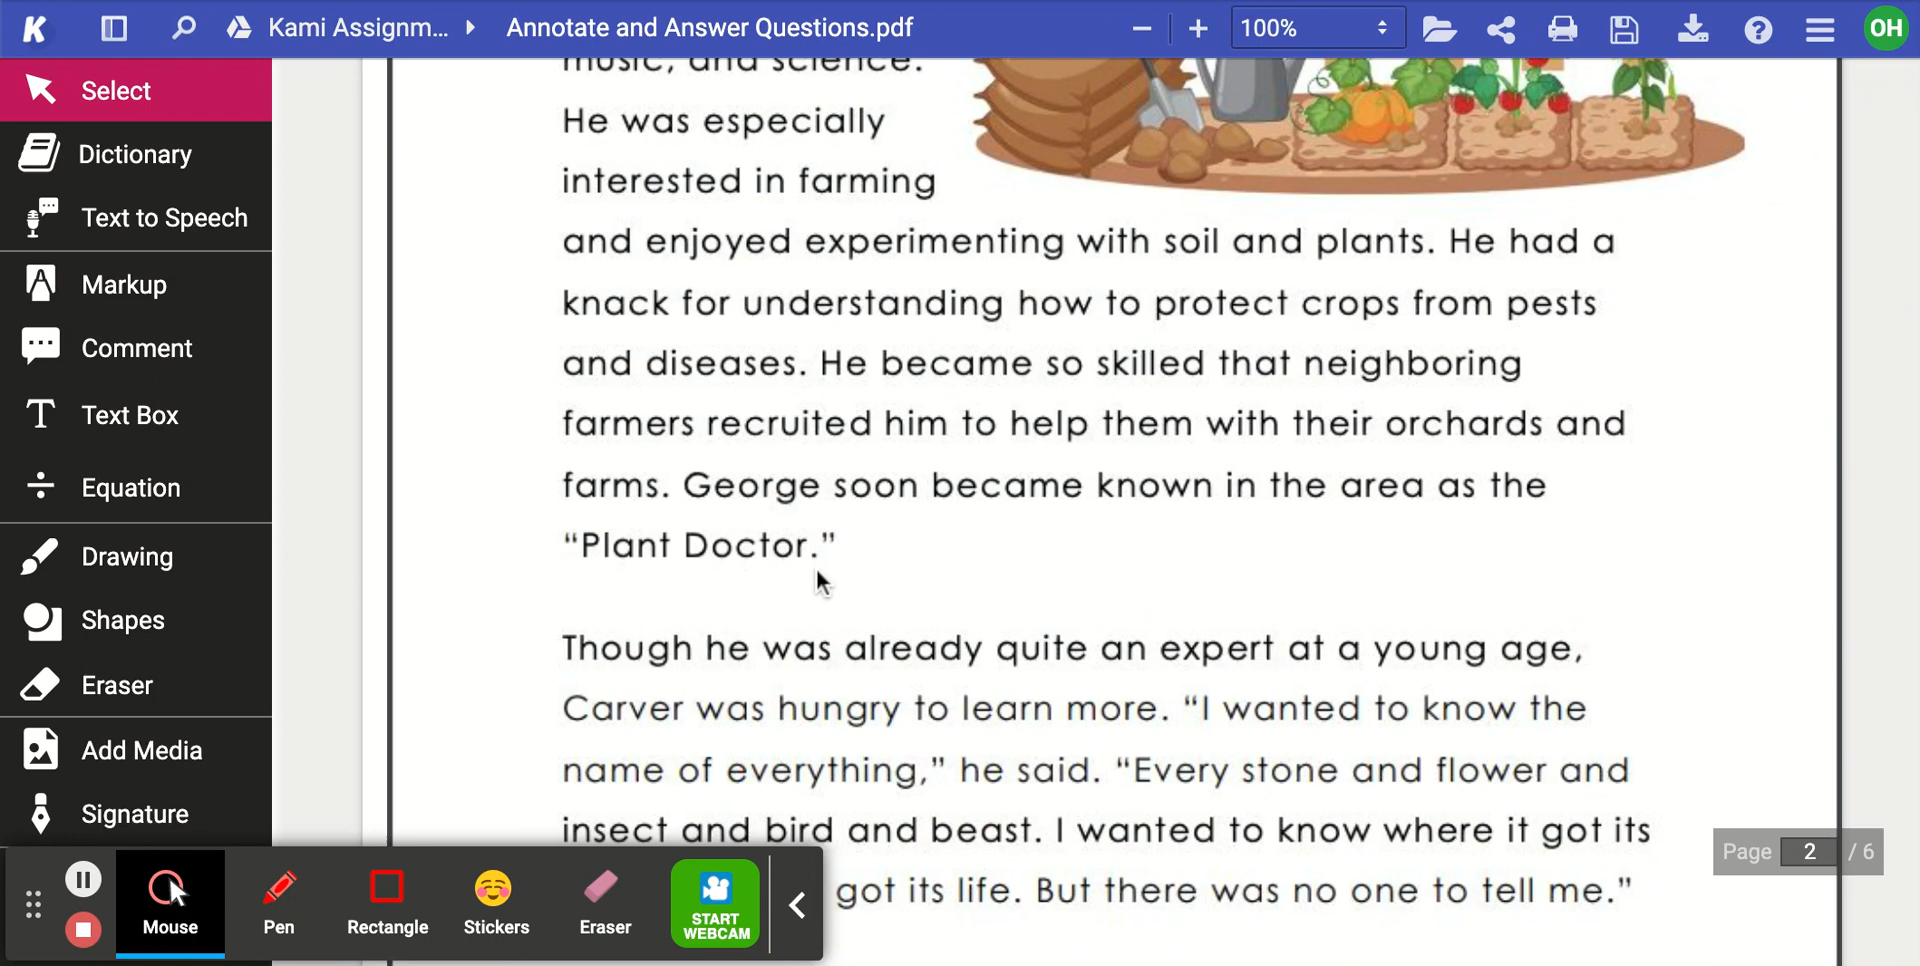 K
Kami Assignm...
Annotate and Answer Questions.pdf
100%
OH
Select
Dictionary
Text to Speech
Markup
Comment
Text Box
Equation
Drawing
Shapes
Eraser
Add Media
Signature
music, and science.
He was especially
interested in farming
and enjoyed experimenting with soil and plants. He had a
knack for understanding how to protect crops from pests
and diseases. He became so skilled that neighboring
farmers recruited him to help them with their orchards and
farms. George soon became known in the area as the
“Plant Doctor.”
Though he was already quite an expert at a young age,
Carver was hungry to learn more. “I wanted to know the
name of everything,” he said. “Every stone and flower and
insect and bird and beast. I wanted to know where it got its
got its life. But there was no one to tell me.”
Page 2 / 6
Mouse
Pen
Rectangle
Stickers
Eraser
START
WEBCAM